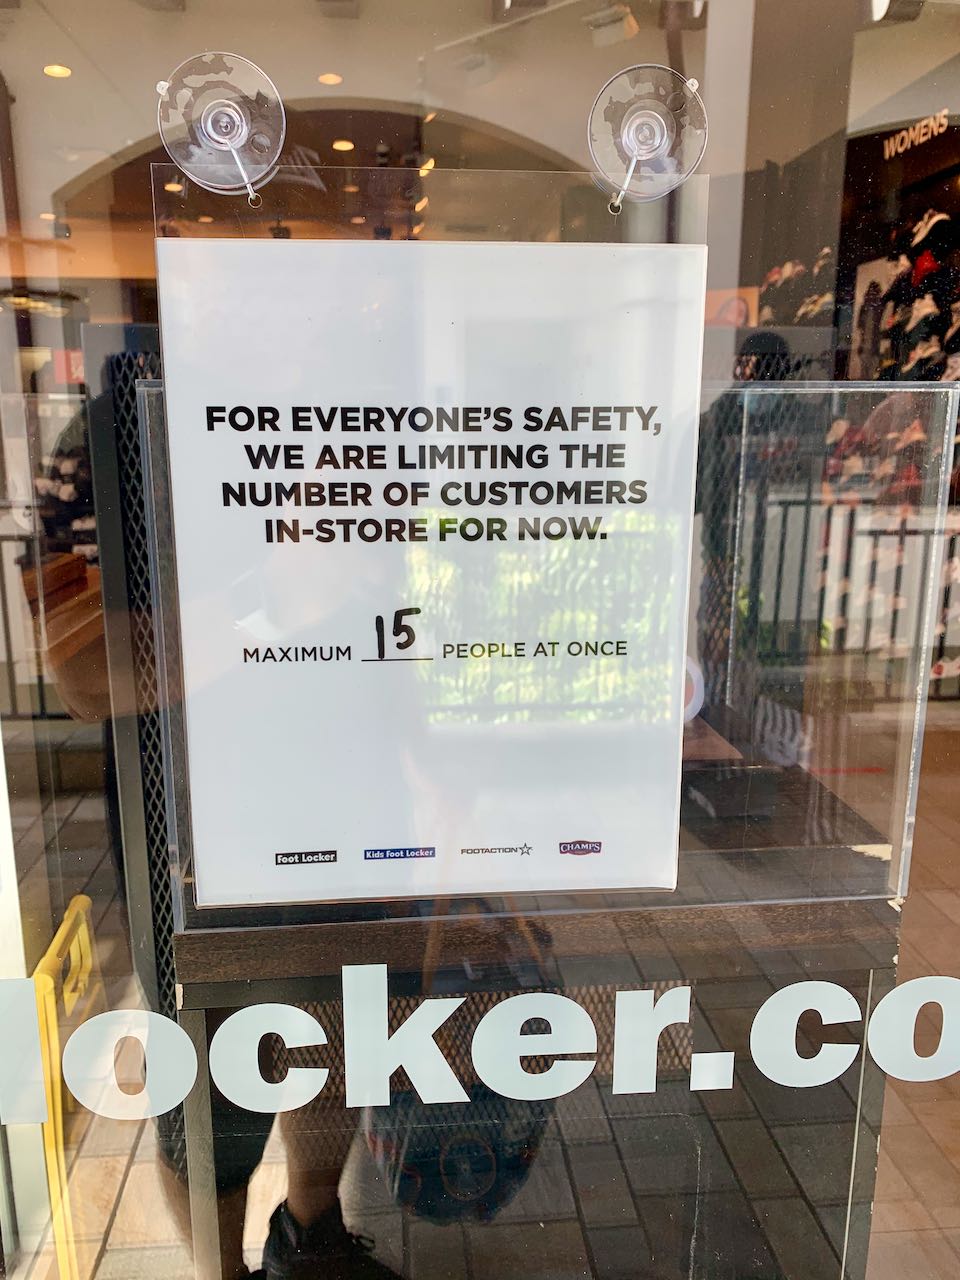 WOMENS
FOR EVERYONE'S SAFETY,
WE ARE LIMITING THE
NUMBER OF CUSTOMERS
IN-STORE FOR NOW.
MAXIMUM 15 PEOPLE AT ONCE
Foot Locker Kids Foot Locker FOOTACTION CHAMPS
locker.co